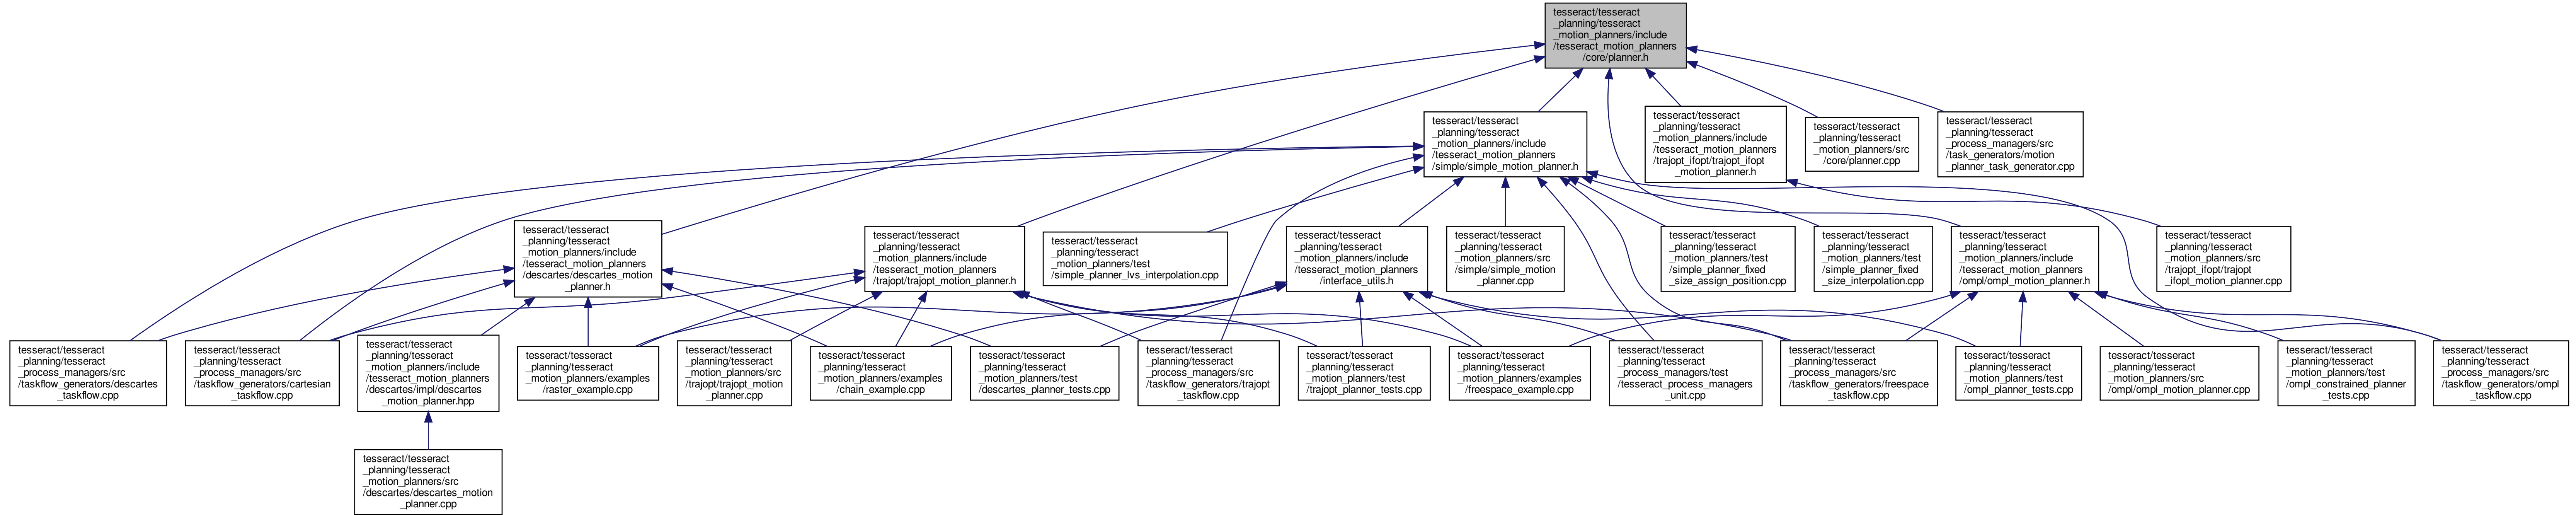 tesseract/tesseract
_planning/tesseract
_motion_planners/include
/tesseract_motion_planners
/core/planner.h
tesseract/tesseract
_planning/tesseract
_motion_planners/include
/tesseract_motion_planners
/simple/simple_motion_planner.h
tesseract/tesseract
_planning/tesseract
_motion_planners/include
/tesseract_motion_planners
/trajopt_ifopt/trajopt_ifopt
_motion_planner.h
tesseract/tesseract
_planning/tesseract
_motion_planners/src
/core/planner.cpp
tesseract/tesseract
_planning/tesseract
_process_managers/src
/task_generators/motion
_planner_task_generator.cpp
tesseract/tesseract
_planning/tesseract
_motion_planners/include
/tesseract_motion_planners
/descartes/descartes_motion
_planner.h
tesseract/tesseract
_planning/tesseract
_motion_planners/include
/tesseract_motion_planners
/trajopt/trajopt_motion_planner.h
tesseract/tesseract
_planning/tesseract
_motion_planners/test
/simple_planner_lvs_interpolation.cpp
tesseract/tesseract
_planning/tesseract
_motion_planners/include
/tesseract_motion_planners
/interface_utils.h
tesseract/tesseract
_planning/tesseract
_motion_planners/src
/simple/simple_motion
_planner.cpp
tesseract/tesseract
_planning/tesseract
_motion_planners/test
/simple_planner_fixed
_size_assign_position.cpp
tesseract/tesseract
_planning/tesseract
_motion_planners/test
/simple_planner_fixed
_size_interpolation.cpp
tesseract/tesseract
_planning/tesseract
_motion_planners/include
/tesseract_motion_planners
/ompl/ompl_motion_planner.h
tesseract/tesseract
_planning/tesseract
_motion_planners/src
/trajopt_ifopt/trajopt
_ifopt_motion_planner.cpp
tesseract/tesseract
_planning/tesseract
_process_managers/src
/taskflow_generators/descartes
_taskflow.cpp
tesseract/tesseract
_planning/tesseract
_process_managers/src
/taskflow_generators/cartesian
_taskflow.cpp
tesseract/tesseract
_planning/tesseract
_motion_planners/include
/tesseract_motion_planners
/descartes/impl/descartes
_motion_planner.hpp
tesseract/tesseract
_planning/tesseract
_motion_planners/examples
/raster_example.cpp
tesseract/tesseract
_planning/tesseract
_motion_planners/src
/trajopt/trajopt_motion
_planner.cpp
tesseract/tesseract
_planning/tesseract
_motion_planners/examples
/chain_example.cpp
tesseract/tesseract
_planning/tesseract
_motion_planners/test
/descartes_planner_tests.cpp
tesseract/tesseract
_planning/tesseract
_process_managers/src
/taskflow_generators/trajopt
_taskflow.cpp
tesseract/tesseract
_planning/tesseract
_motion_planners/test
/trajopt_planner_tests.cpp
tesseract/tesseract
_planning/tesseract
_motion_planners/examples
/freespace_example.cpp
tesseract/tesseract
_planning/tesseract
_process_managers/test
/tesseract_process_managers
_unit.cpp
tesseract/tesseract
_planning/tesseract
_process_managers/src
/taskflow_generators/freespace
_taskflow.cpp
tesseract/tesseract
_planning/tesseract
_motion_planners/test
/ompl_planner_tests.cpp
tesseract/tesseract
_planning/tesseract
_motion_planners/src
/ompl/ompl_motion_planner.cpp
tesseract/tesseract
_planning/tesseract
_motion_planners/test
/ompl_constrained_planner
_tests.cpp
tesseract/tesseract
_planning/tesseract
_process_managers/src
/taskflow_generators/ompl
_taskflow.cpp
tesseract/tesseract
_planning/tesseract
_motion_planners/src
/descartes/descartes_motion
_planner.cpp